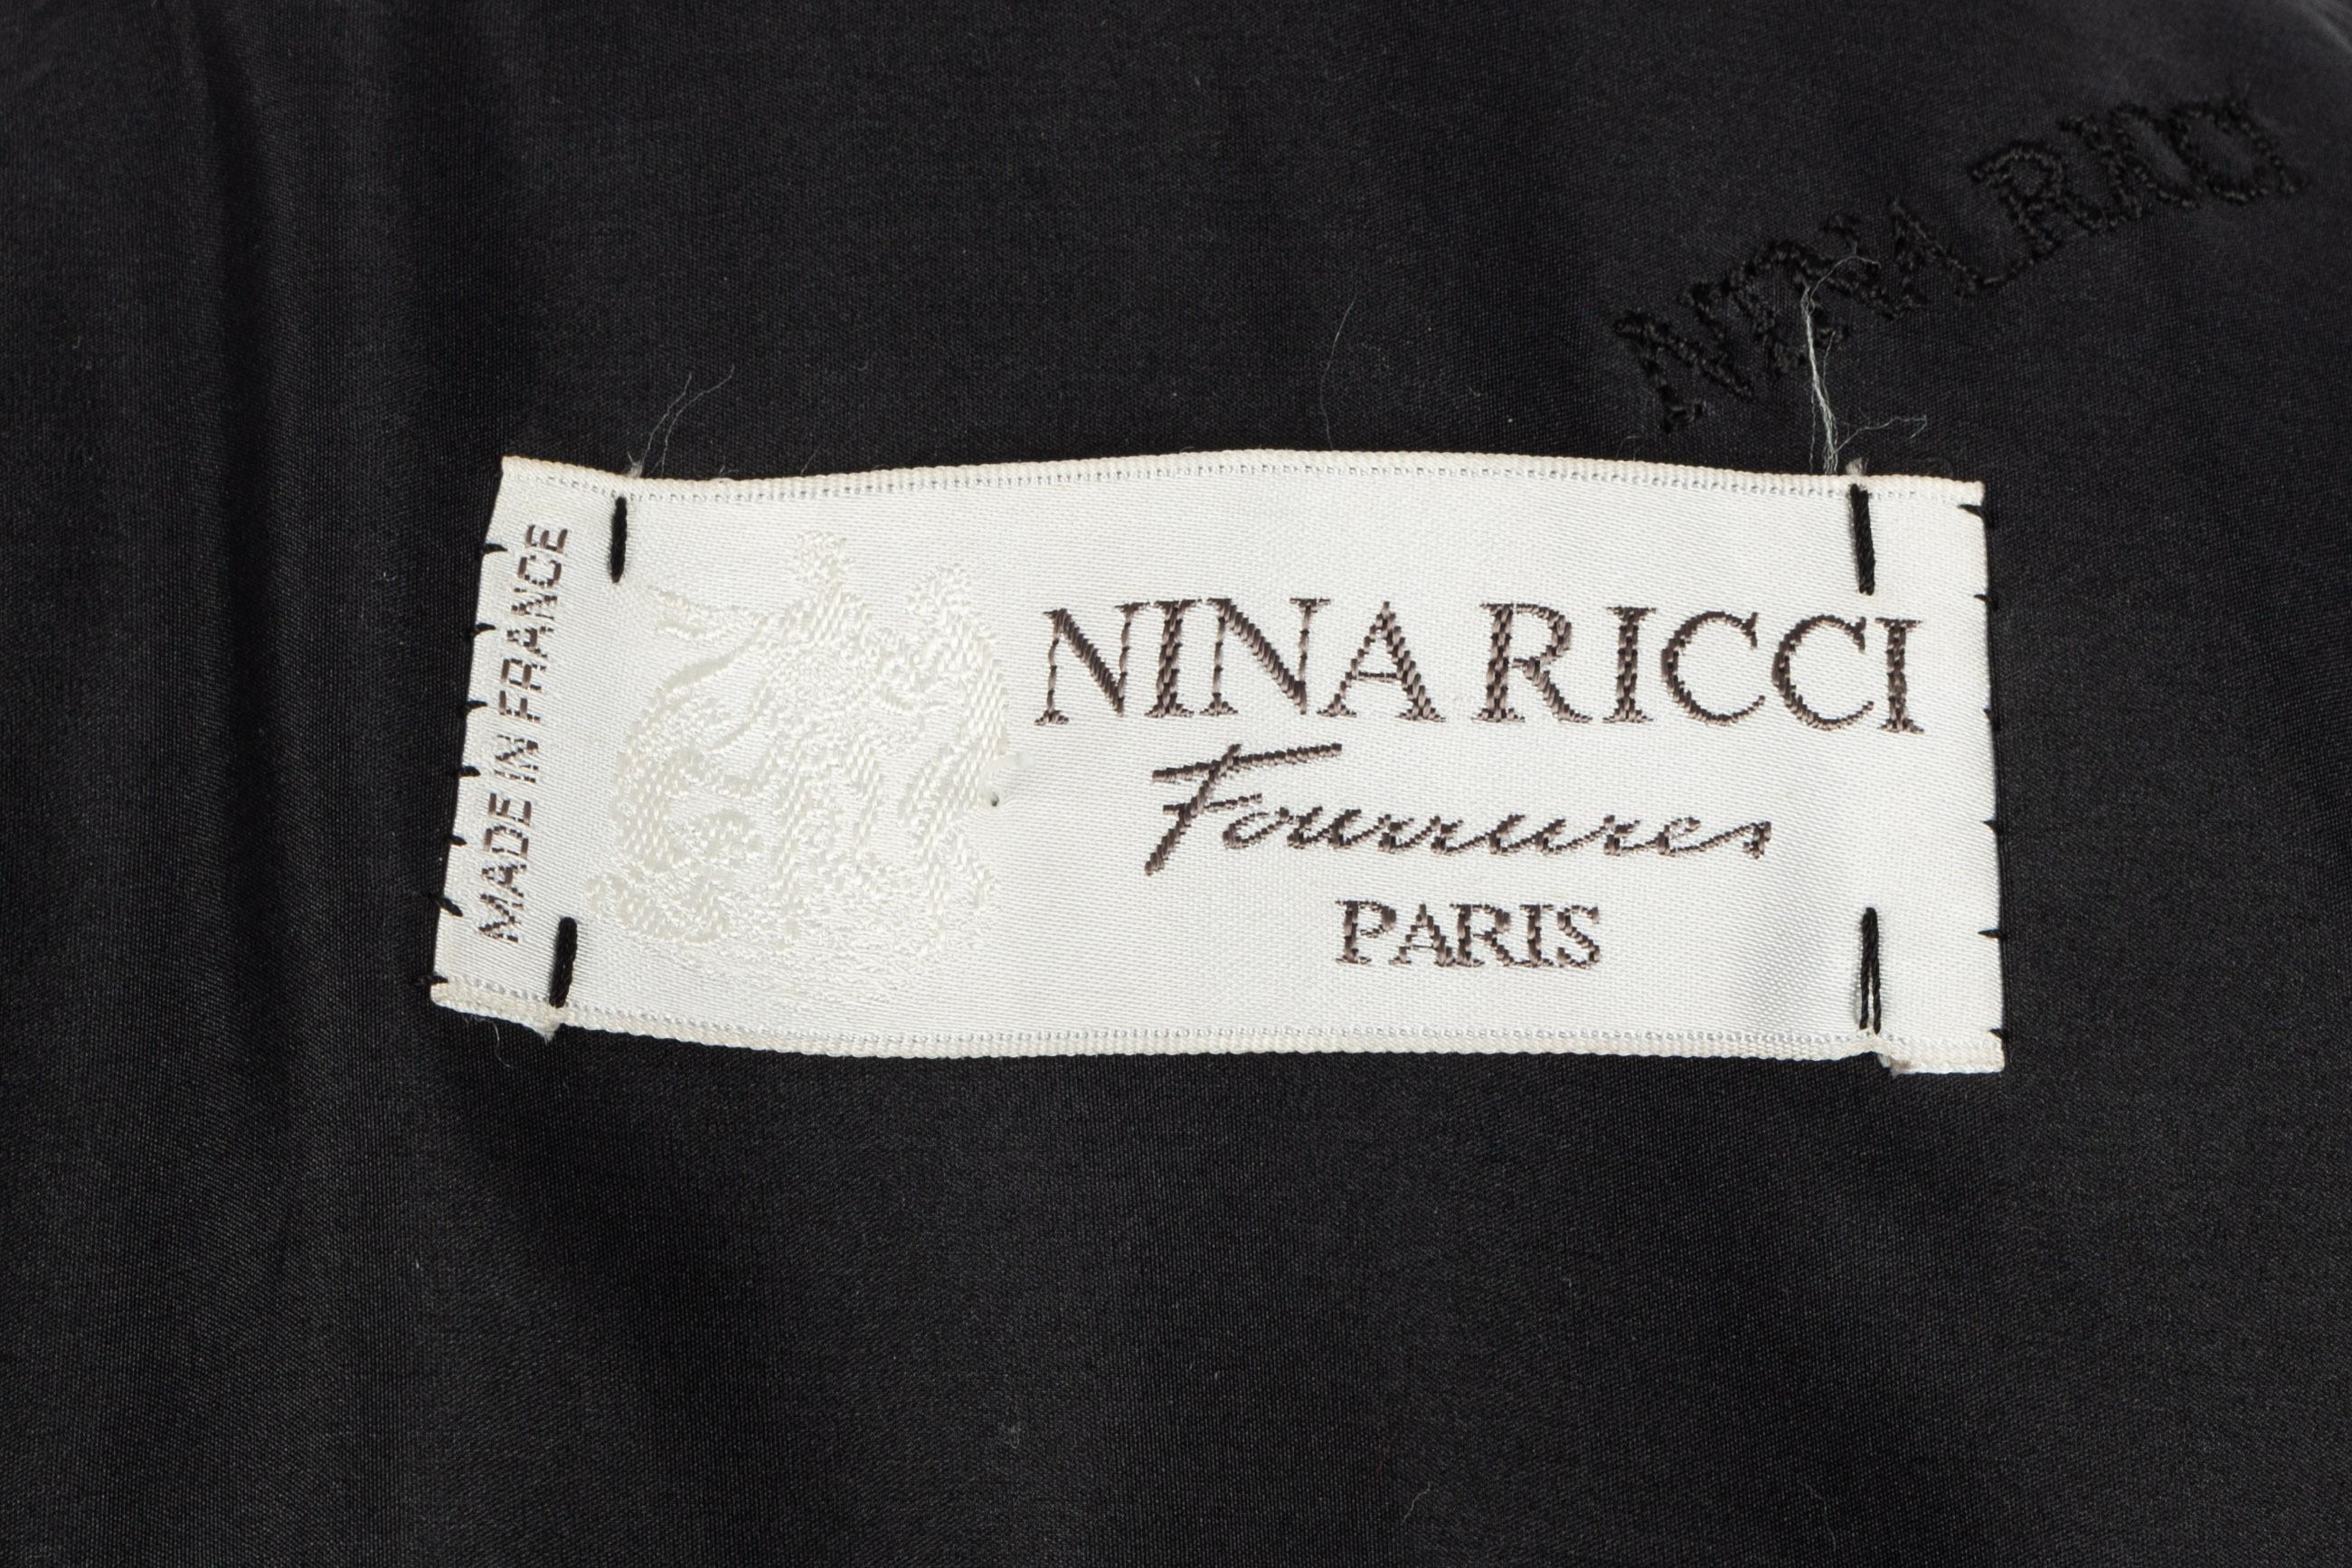 NINA RICCI
MADE IN FRANCE
NINA RICCI
Fourrures
PARIS